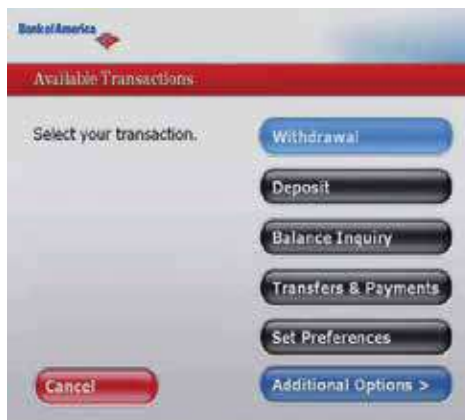 Bank of America
Available Transactions
Select your transaction.
Withdrawal
Deposit
Balance Inquiry
Transfers & Payments
Set Preferences
Cancel
Additional Options >